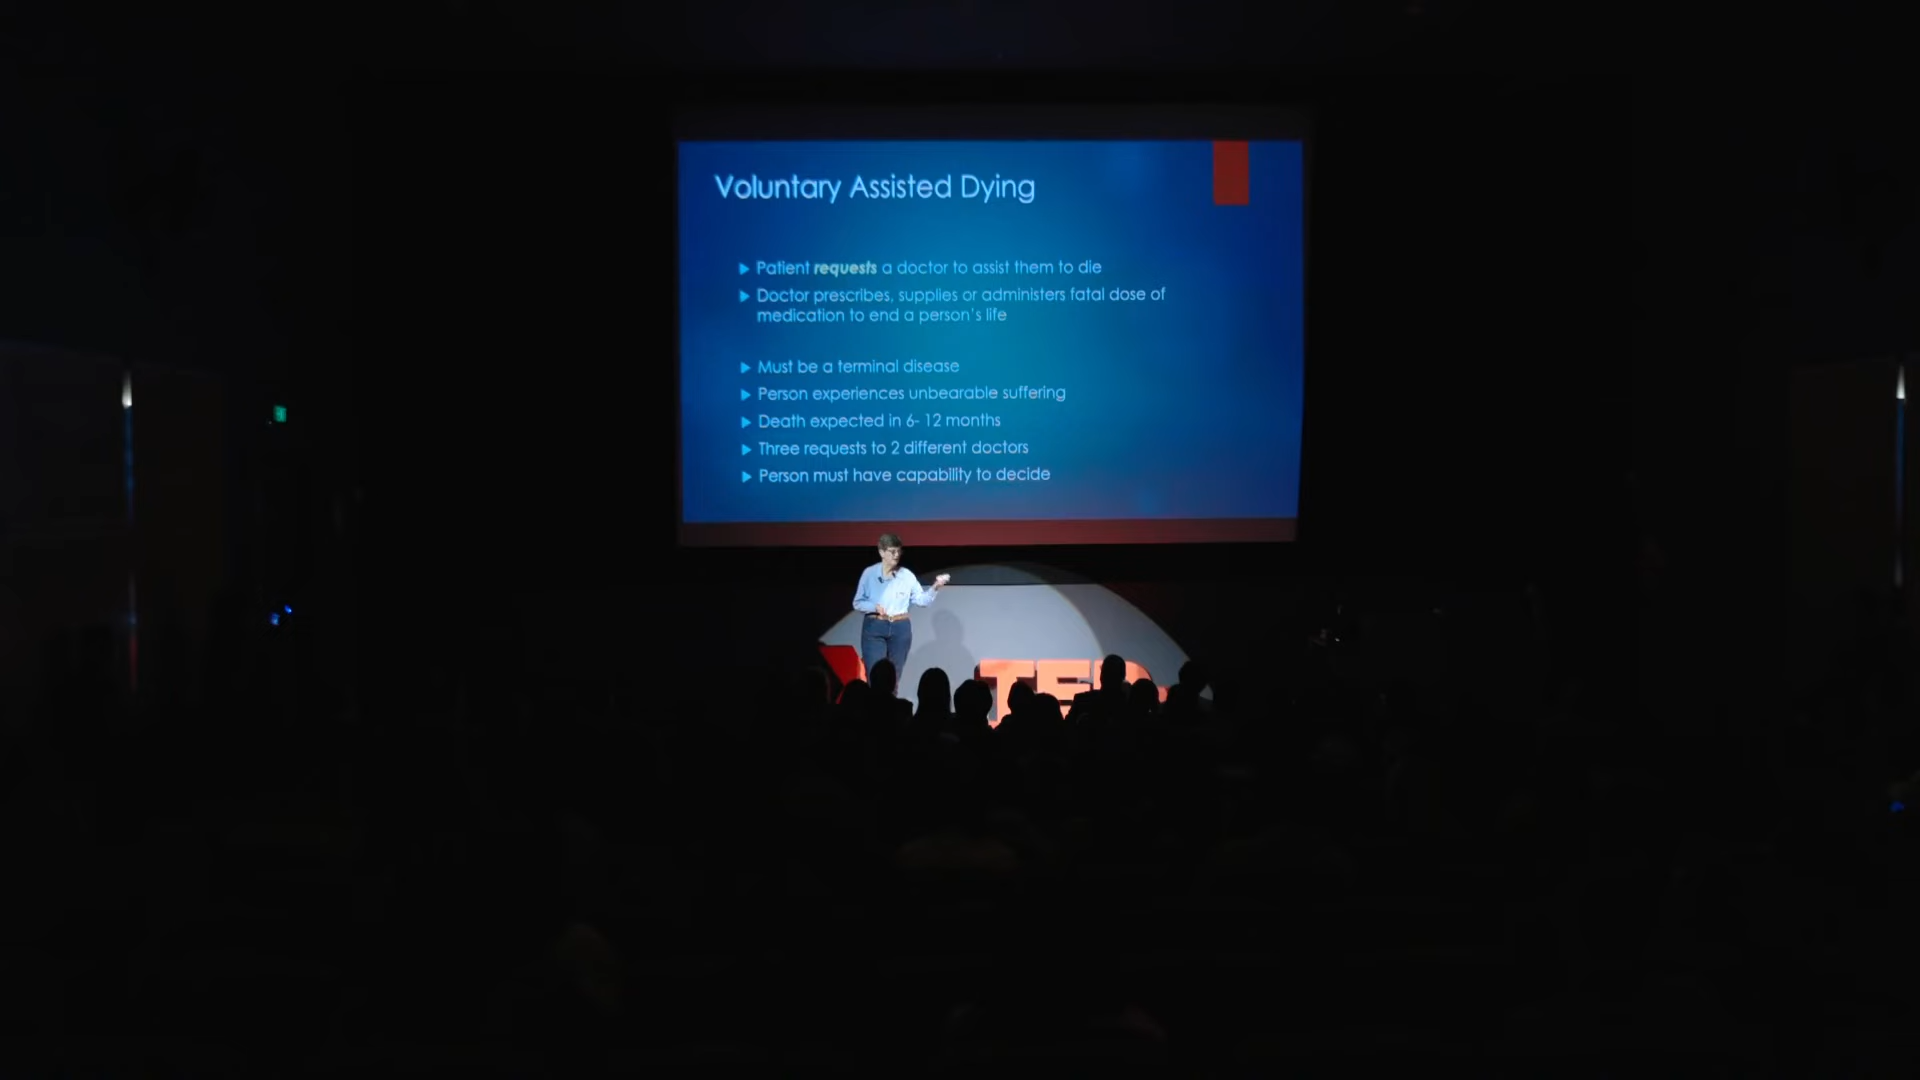 Voluntary Assisted Dying
Patient requests a doctor to assist them to die
Doctor prescribes, supplies or administers fatal dose of
medication to end a person's life
Must be a terminal disease
Person experiences unbearable suffering
Death expected in 6- 12 months
Three requests to 2 different doctors
Person must have capability to decide
TED